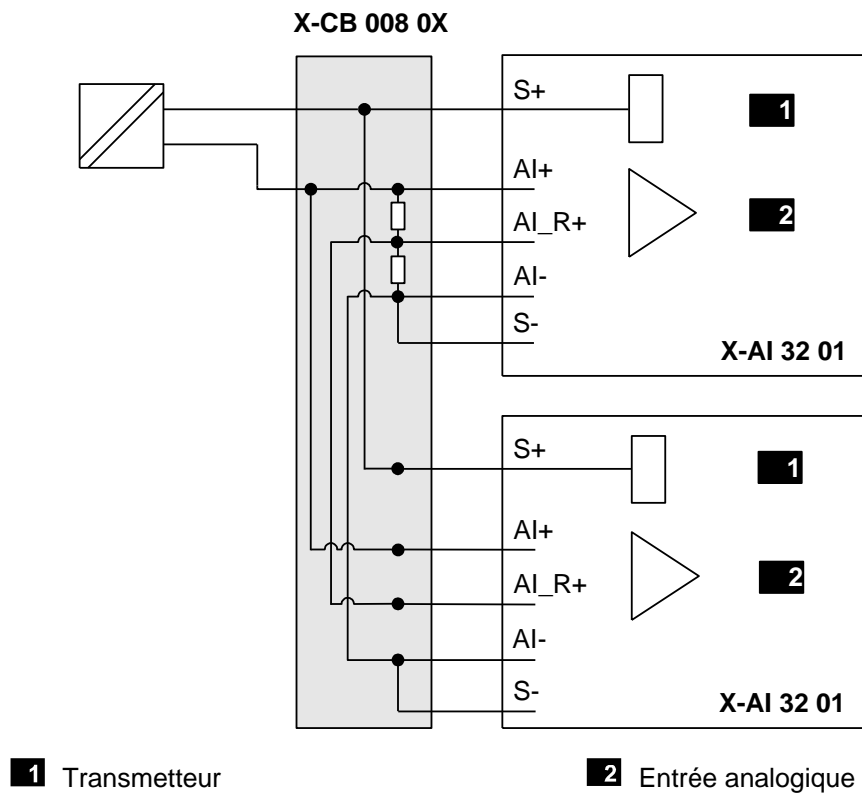 X-CB 008 0X
S+
1
AI+
AI_R+
2
AI-
S-
X-AI 32 01
S+
1
AI+
AI_R+
2
AI-
S-
X-AI 32 01
1 Transmetteur
2 Entrée analogique